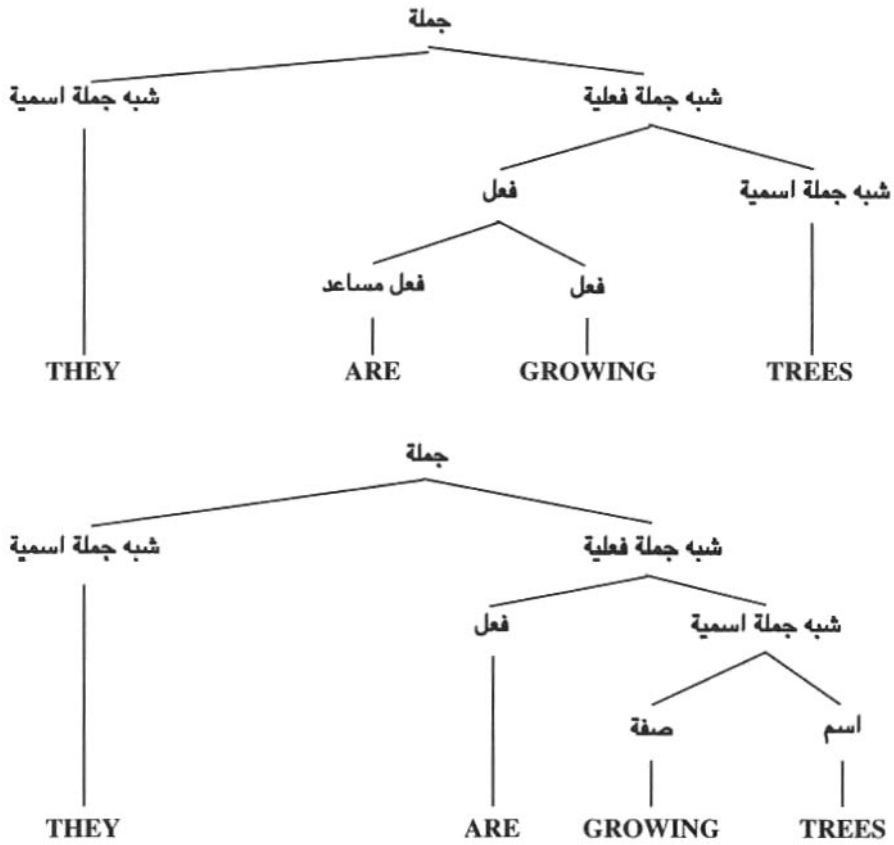 جملة
شبه جملة فعلية شبه جملة اسمية
شبه جملة اسمية فعل
فعل فعل مساعد
THEY ARE GROWING TREES
جملة
شبه جملة فعلية شبه جملة اسمية
شبه جملة اسمية فعل
اسم صفة
THEY ARE GROWING TREES